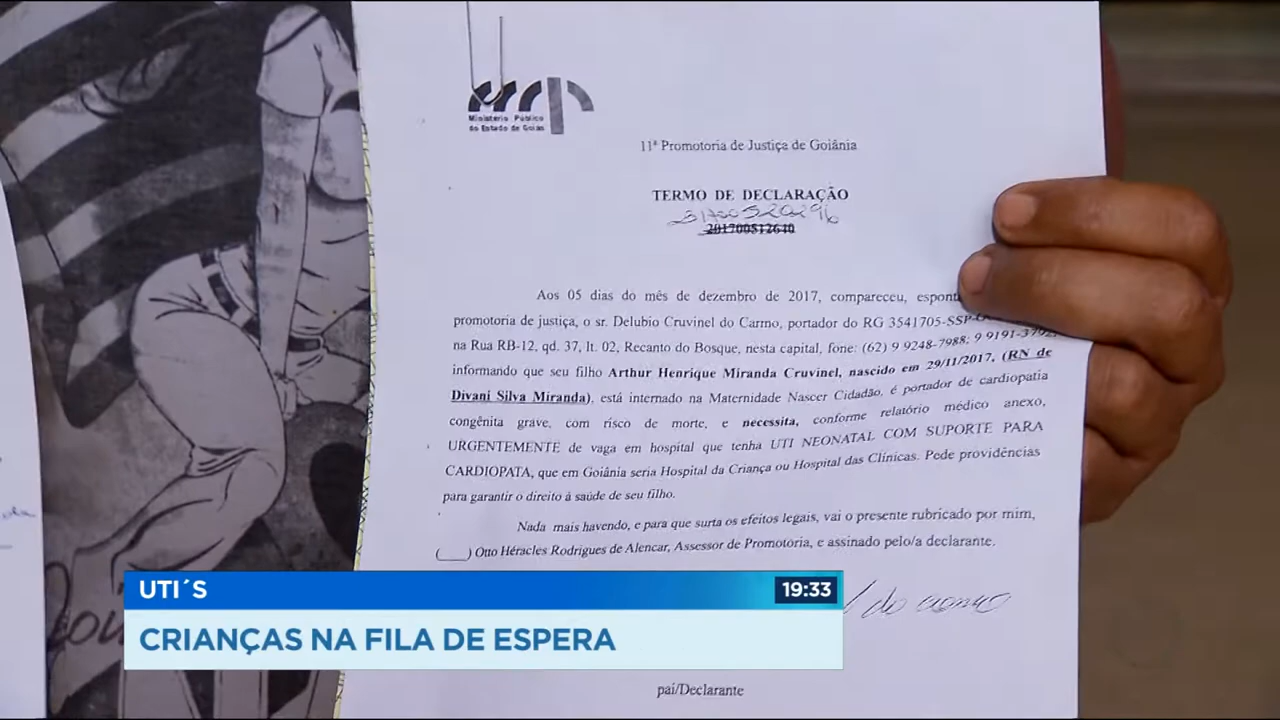 Ministério Público
do Estado de Goiás
11ª Promotoria de Justiça de Goiânia
TERMO DE DECLARAÇÃO
201700512640
Aos 05 dias do mês de dezembro de 2017, compareceu,
promotoria de justiça, o sr. Delubio Cruvinel do Carmo, portador do RG 3541705-SSP-
na Rua RB-12, qd. 37, lt. 02, Recanto do Bosque, nesta capital, fone: (62) 9 9248-7988; 9 9191-3792,
informando que seu filho Arthur Henrique Miranda Cruvinel, nascido em 29/11/2017, (RN de
Divani Silva Miranda), está internado na Maternidade Nascer Cidadão, é portador de cardiopatia
congênita grave, com risco de morte, e necessita, conforme relatório médico anexo,
URGENTEMENTE de vaga em hospital que tenha UTI NEONATAL COM SUPORTE PARA
CARDIOPATA, que em Goiânia seria Hospital da Criança ou Hospital das Clínicas. Pede providências
para garantir o direito à saúde de seu filho.
Nada mais havendo, e para que surta os efeitos legais, vai o presente rubricado por mim,
(____) Otto Héracles Rodrigues de Alencar, Assessor de Promotoria, e assinado pelo/a declarante.
do
pai/Declarante
UTI´S
19:33
CRIANÇAS NA FILA DE ESPERA